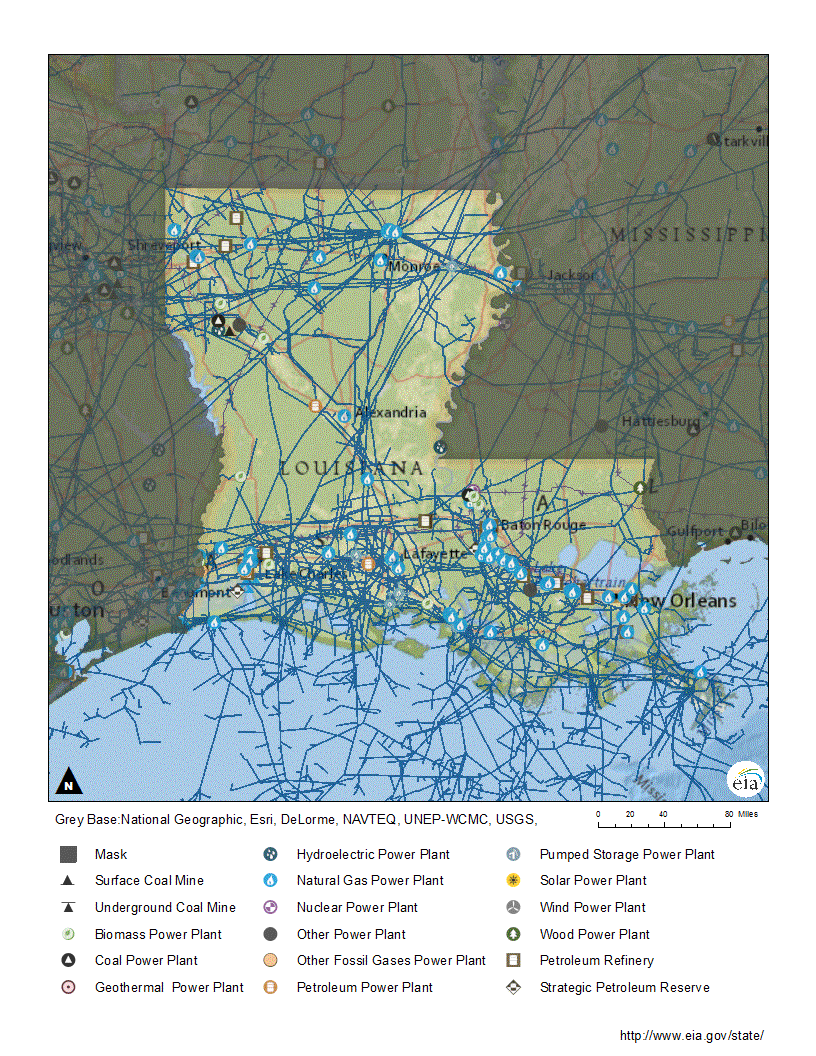 tarkvill
MISSISSIPPI
view
Shreveport
Monroe
Jackson
Alexandria
Hattiesburg
LOUISIANA
A
L
Baton Rouge
Gulfport
Bilo
odlands
Lafayette
Lake Charles
O
Beaumont
uston
New Orleans
N
eia
Grey Base:National Geographic, Esri, DeLorme, NAVTEQ, UNEP-WCMC, USGS,
0 20 40 80 Miles
Mask
Hydroelectric Power Plant
Pumped Storage Power Plant
Surface Coal Mine
Natural Gas Power Plant
Solar Power Plant
Underground Coal Mine
Nuclear Power Plant
Wind Power Plant
Biomass Power Plant
Other Power Plant
Wood Power Plant
Coal Power Plant
Other Fossil Gases Power Plant
Petroleum Refinery
Geothermal Power Plant
Petroleum Power Plant
Strategic Petroleum Reserve
http://www.eia.gov/state/